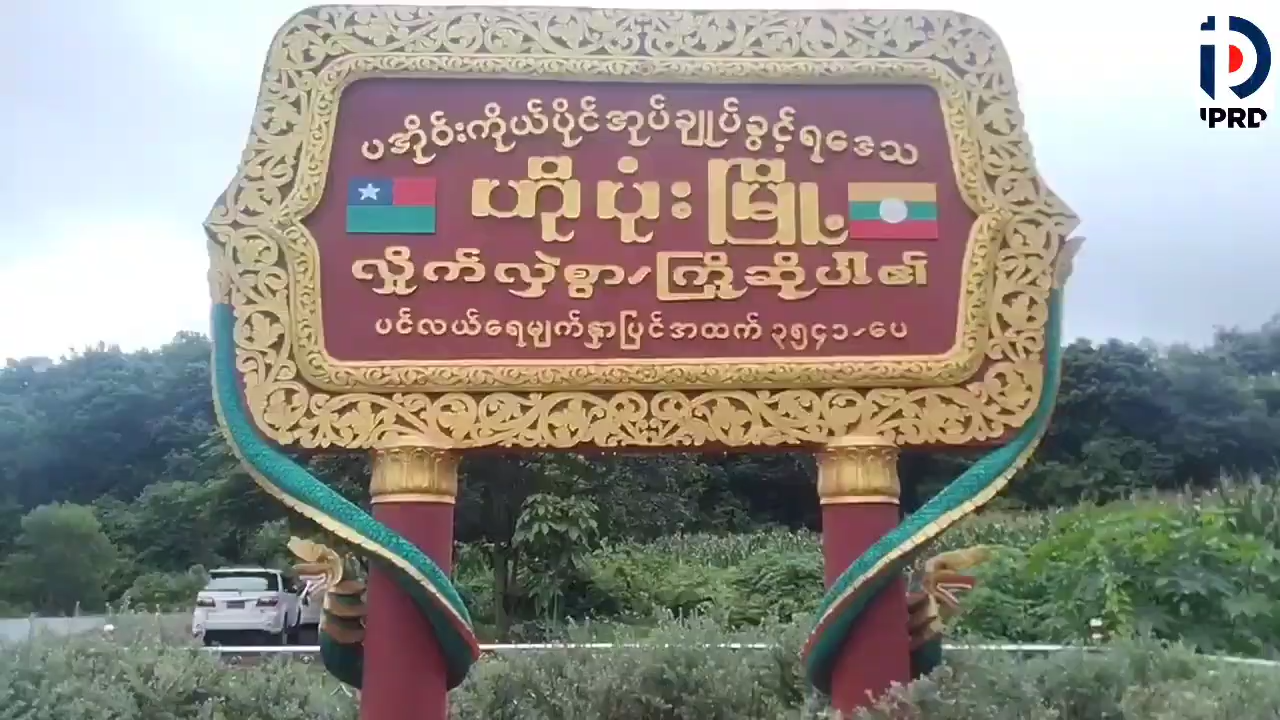 ပအိုဝ်းကိုယ်ပိုင်အုပ်ချုပ်ခွင့်ရဒေသ
ဟိုပုံးမြို့
လှိုက်လှဲစွာ ကြိုဆိုပါ၏
ပင်လယ်ရေမျက်နှာပြင်အထက် ၃၅၄၁ ပေ
IPRD